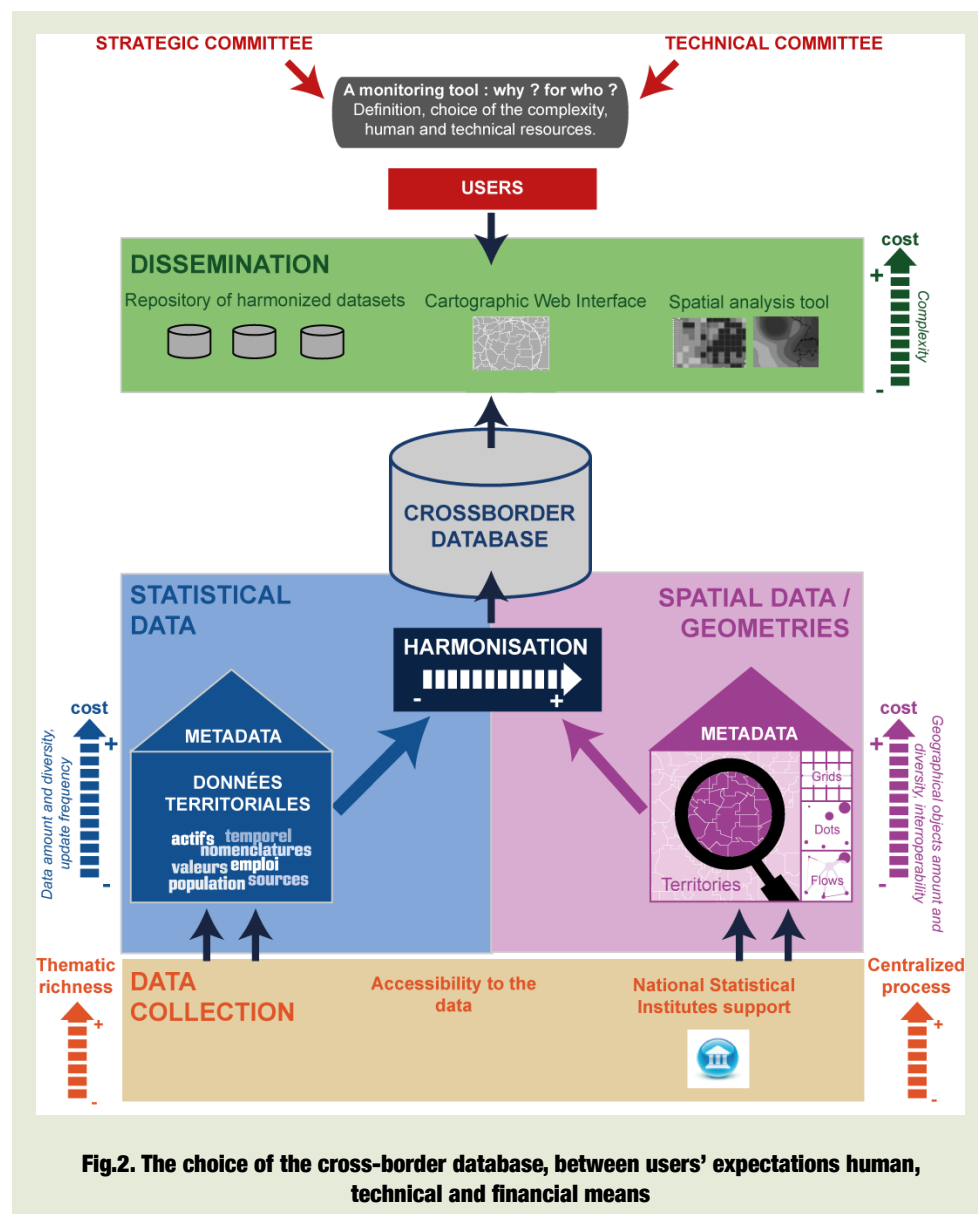 STRATEGIC COMMITTEE
TECHNICAL COMMITTEE
A monitoring tool : why ? for who ?
Definition, choice of the complexity,
human and technical resources.
USERS
DISSEMINATION
Repository of harmonized datasets
Cartographic Web Interface
Spatial analysis tool
cost
+
-
Complexity
CROSSBORDER
DATABASE
STATISTICAL
DATA
SPATIAL DATA /
GEOMETRIES
HARMONISATION
- +
cost
+
-
Data amount and diversity,
update frequency
METADATA
DONNÉES
TERRITORIALES
actifs temporel
nomenclatures
valeurs emploi
population sources
METADATA
Grids
Dots
Flows
Territories
cost
+
-
Geographical objects amount and
diversity, interoperability
Thematic
richness
+
-
DATA
COLLECTION
Accessibility to the
data
National Statistical
Institutes support
Centralized
process
+
-
Fig.2. The choice of the cross-border database, between users’ expectations human,
technical and financial means